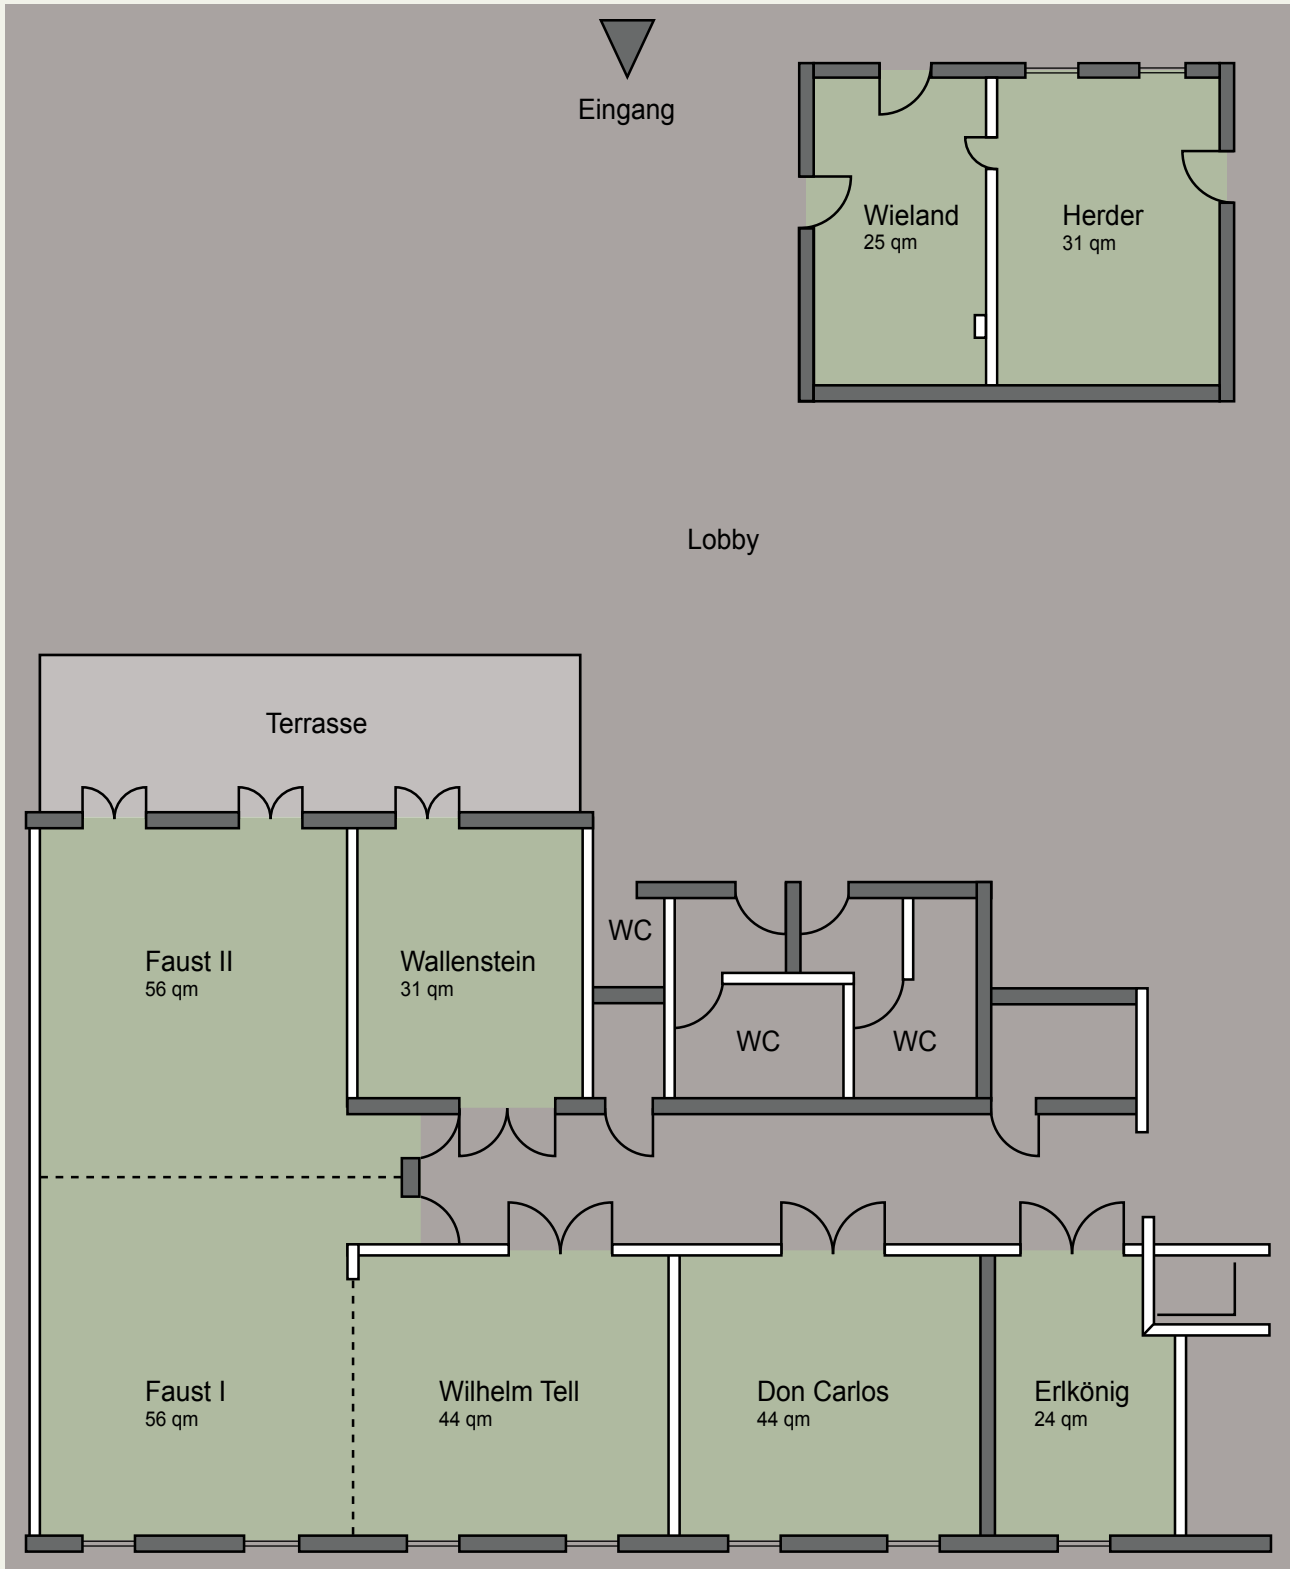 Eingang
Wieland
25 qm
Herder
31 qm
Lobby
Terrasse
Faust II
56 qm
Wallenstein
31 qm
WC
WC
WC
Faust I
56 qm
Wilhelm Tell
44 qm
Don Carlos
44 qm
Erlkönig
24 qm